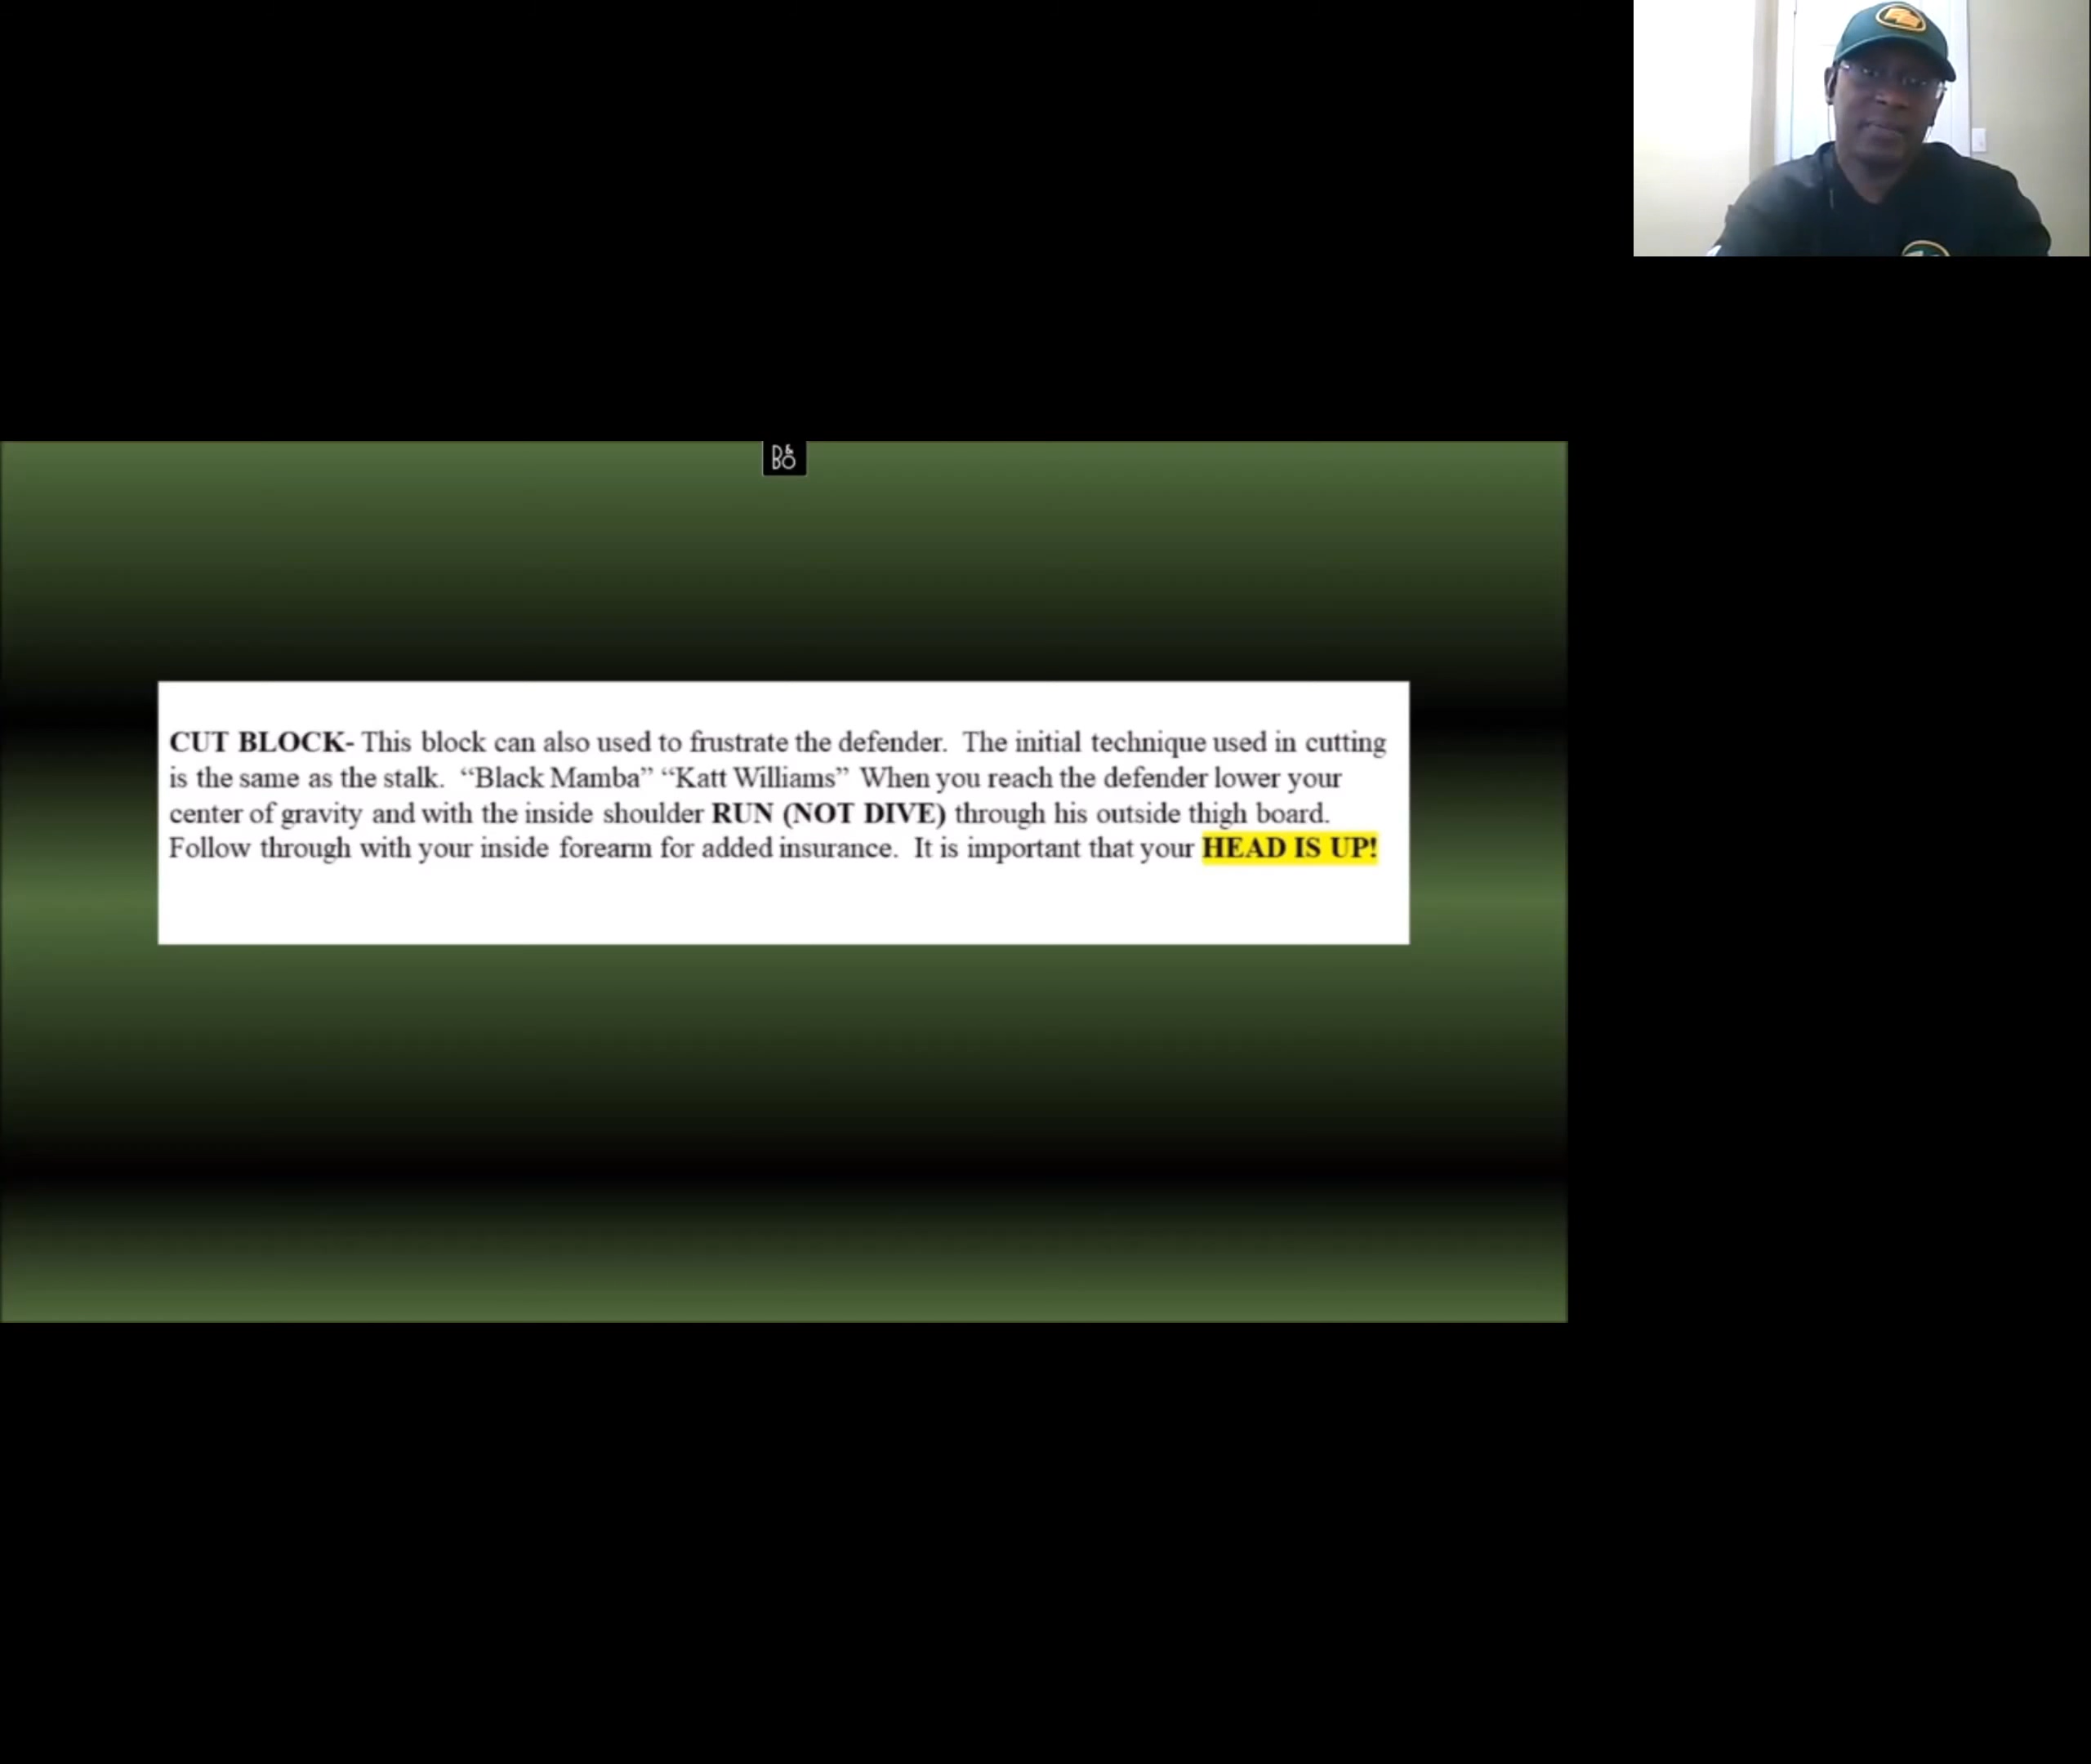 B&O
CUT BLOCK- This block can also used to frustrate the defender.  The initial technique used in cutting
is the same as the stalk.  “Black Mamba” “Katt Williams” When you reach the defender lower your
center of gravity and with the inside shoulder RUN (NOT DIVE) through his outside thigh board.
Follow through with your inside forearm for added insurance.  It is important that your HEAD IS UP!